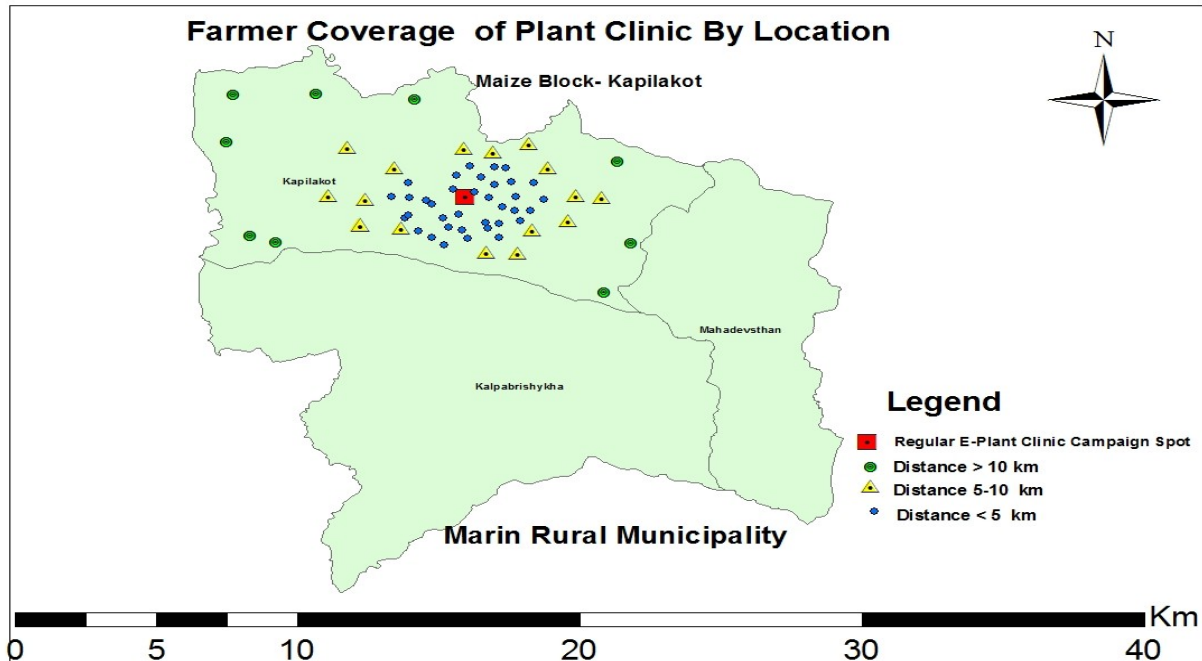 Farmer Coverage of Plant Clinic By Location
N
Maize Block- Kapilakot
Kapilakot
Mahadevsthan
Kalpabrishykha
Legend
Regular E-Plant Clinic Campaign Spot
Distance > 10 km
Distance 5-10 km
Distance < 5 km
Marin Rural Municipality
Km
0 5 10 20 30 40